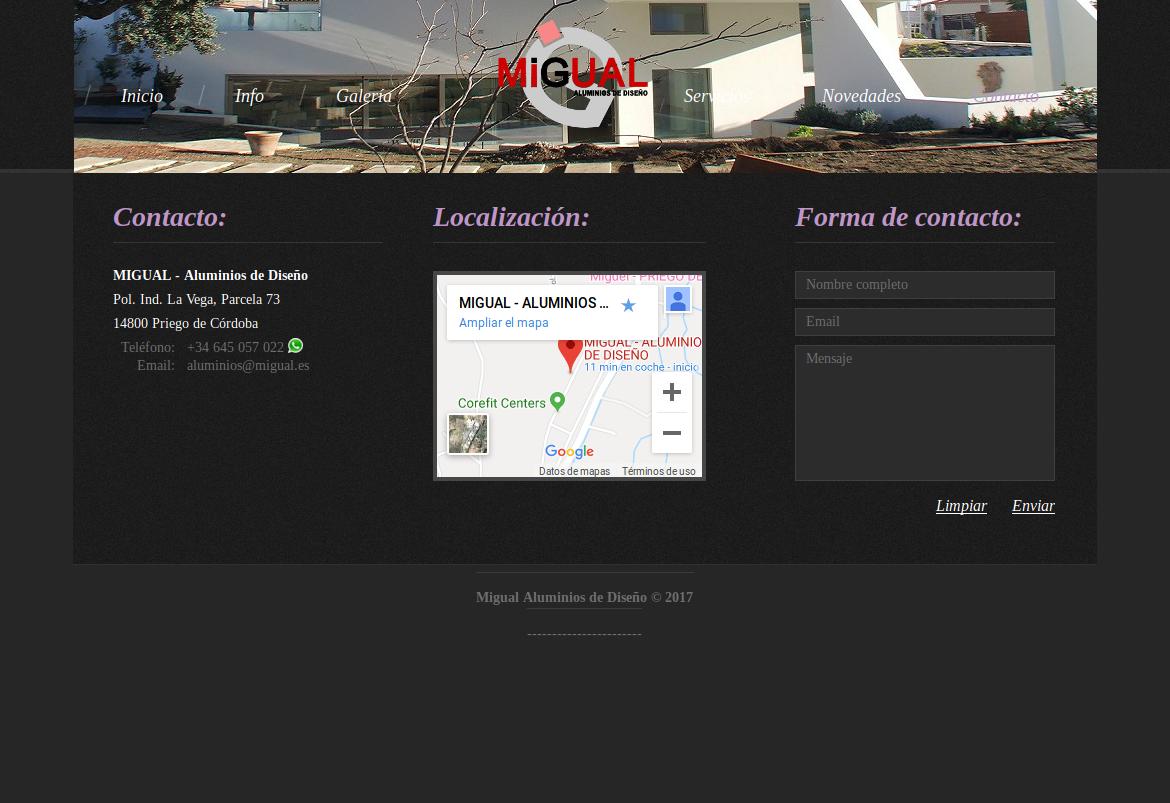 Inicio
Info
Galería
MiGUAL
ALUMINIOS DE DISEÑO
Servicios
Novedades
Contacto
Contacto:
MIGUAL - Aluminios de Diseño
Pol. Ind. La Vega, Parcela 73
14800 Priego de Córdoba
Teléfono: +34 645 057 022
Email: aluminios@migual.es
Localización:
Miguel - PRIEGO DE
MIGUAL - ALUMINIOS ...
Ampliar el mapa
MIGUAL - ALUMINIO
DE DISEÑO
11 min en coche - inicio
Corefit Centers
Google
Datos de mapas Términos de uso
Forma de contacto:
Nombre completo
Email
Mensaje
Limpiar Enviar
Migual Aluminios de Diseño © 2017
-----------------------